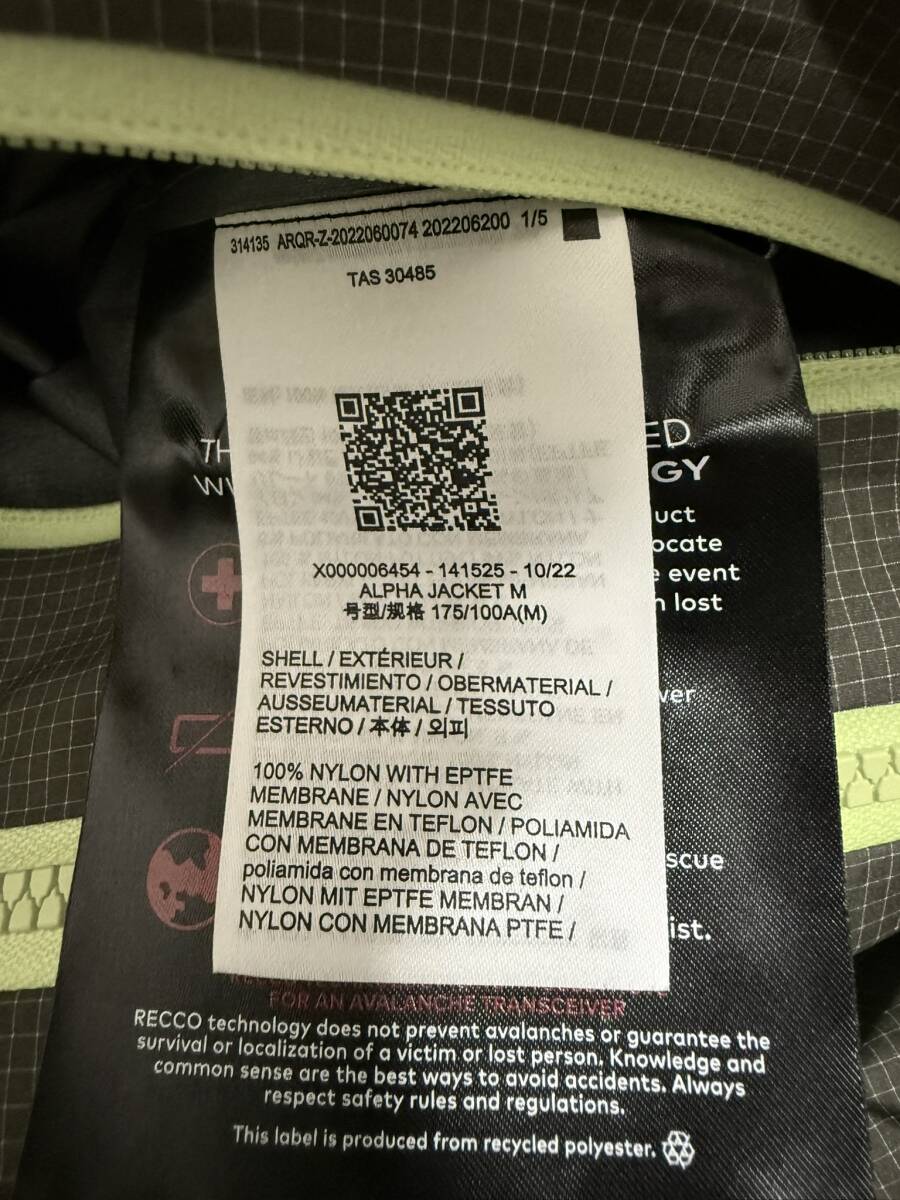 314135 ARQR-Z-2022060074 202206200 1/5
TAS 30485
X000006454 - 141525 - 10/22
ALPHA JACKET M
号型/规格 175/100A(M)
SHELL / EXTÉRIEUR /
REVESTIMIENTO / OBERMATERIAL /
AUSSEUMATERIAL / TESSUTO
ESTERNO / 本体 / 외피
100% NYLON WITH EPTFE
MEMBRANE / NYLON AVEC
MEMBRANE EN TEFLON / POLIAMIDA
CON MEMBRANA DE TEFLON /
poliamida con membrana de teflon /
NYLON MIT EPTFE MEMBRAN /
NYLON CON MEMBRANA PTFE /
TH
W
ED
GY
uct
ocate
event
lost
ver
scue
ist.
FOR AN AVALANCHE TRANSCEIVER
RECCO technology does not prevent avalanches or guarantee the
survival or localization of a victim or lost person. Knowledge and
common sense are the best ways to avoid accidents. Always
respect safety rules and regulations.
This label is produced from recycled polyester.